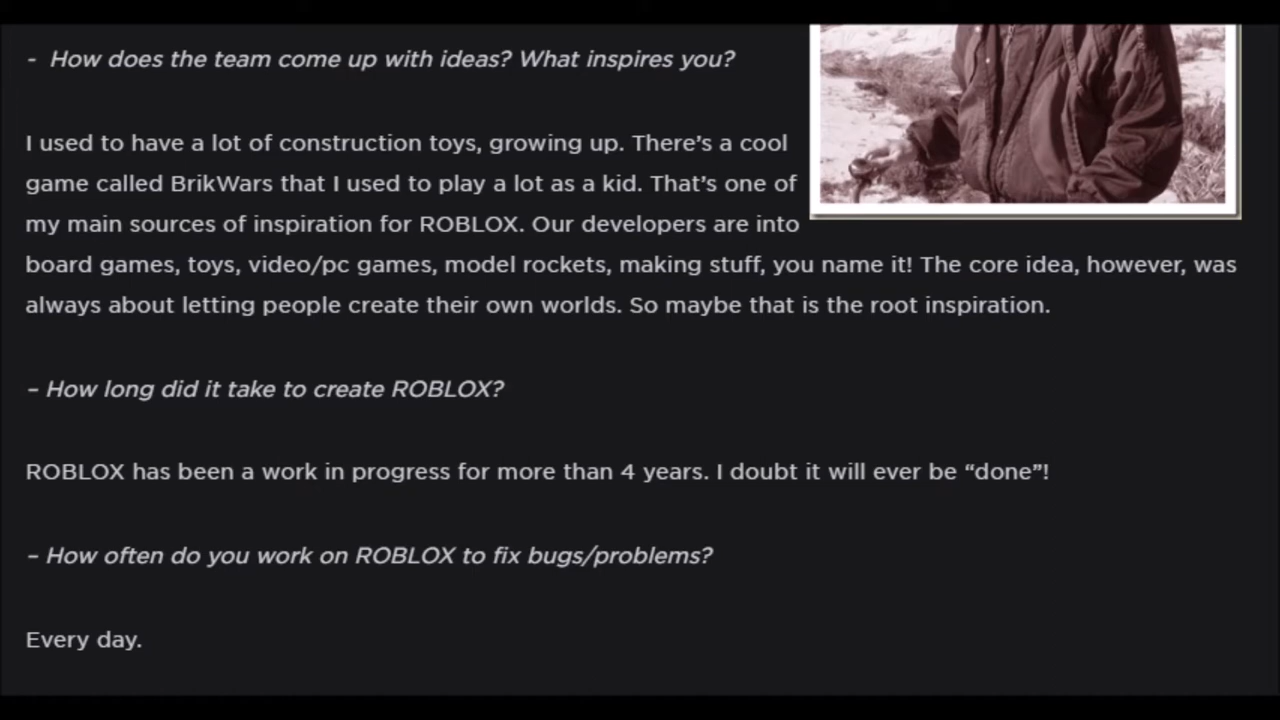 - How does the team come up with ideas? What inspires you?
I used to have a lot of construction toys, growing up. There’s a cool
game called BrikWars that I used to play a lot as a kid. That’s one of
my main sources of inspiration for ROBLOX. Our developers are into
board games, toys, video/pc games, model rockets, making stuff, you name it! The core idea, however, was
always about letting people create their own worlds. So maybe that is the root inspiration.
– How long did it take to create ROBLOX?
ROBLOX has been a work in progress for more than 4 years. I doubt it will ever be “done”!
– How often do you work on ROBLOX to fix bugs/problems?
Every day.